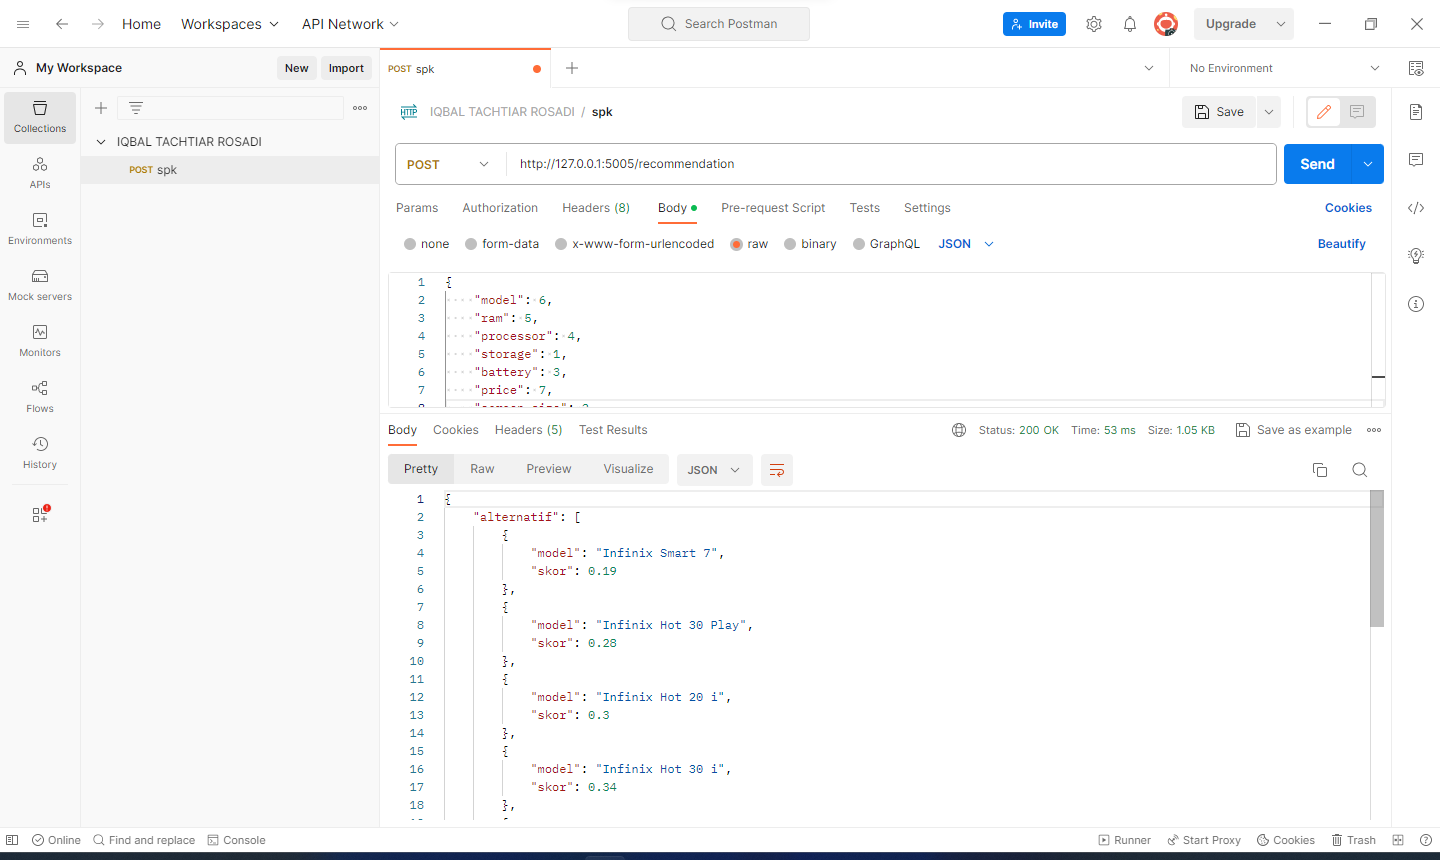 Home Workspaces API Network Search Postman Invite Upgrade
My Workspace New Import POST spk No Environment
IQBAL TACHTIAR ROSADI / spk Save
Collections
IQBAL TACHTIAR ROSADI
POST spk
APIs
Environments
Mock servers
Monitors
Flows
History
POST http://127.0.0.1:5005/recommendation Send
Params Authorization Headers (8) Body Pre-request Script Tests Settings Cookies
none form-data x-www-form-urlencoded raw binary GraphQL JSON Beautify
1 {
2 "model": 6,
3 "ram": 5,
4 "processor": 4,
5 "storage": 1,
6 "battery": 3,
7 "price": 7,
Body Cookies Headers (5) Test Results Status: 200 OK Time: 53 ms Size: 1.05 KB Save as example
Pretty Raw Preview Visualize JSON
1 {
2 "alternatif": [
3 {
4 "model": "Infinix Smart 7",
5 "skor": 0.19
6 },
7 {
8 "model": "Infinix Hot 30 Play",
9 "skor": 0.28
10 },
11 {
12 "model": "Infinix Hot 20 i",
13 "skor": 0.3
14 },
15 {
16 "model": "Infinix Hot 30 i",
17 "skor": 0.34
18 },
Online Find and replace Console Runner Start Proxy Cookies Trash